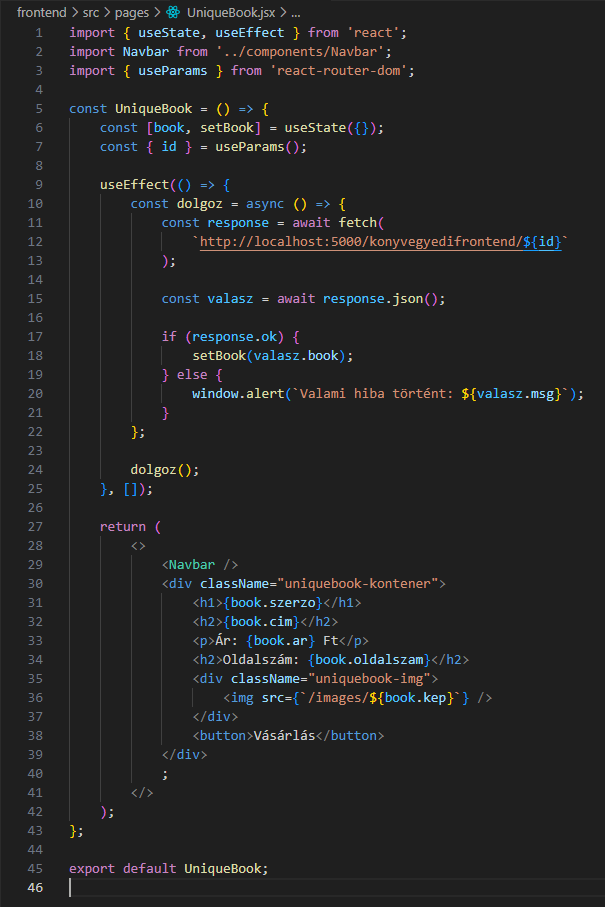 frontend > src > pages > UniqueBook.jsx > ...
1 import { useState, useEffect } from 'react';
2 import Navbar from '../components/Navbar';
3 import { useParams } from 'react-router-dom';
4
5 const UniqueBook = () => {
6     const [book, setBook] = useState({});
7     const { id } = useParams();
8
9     useEffect(() => {
10         const dolgoz = async () => {
11             const response = await fetch(
12                 `http://localhost:5000/konyvegyedifrontend/${id}`
13             );
14
15             const valasz = await response.json();
16
17             if (response.ok) {
18                 setBook(valasz.book);
19             } else {
20                 window.alert(`Valami hiba történt: ${valasz.msg}`);
21             }
22         };
23
24         dolgoz();
25     }, []);
26
27     return (
28         <>
29             <Navbar />
30             <div className="uniquebook-kontener">
31                 <h1>{book.szerzo}</h1>
32                 <h2>{book.cim}</h2>
33                 <p>Ár: {book.ar} Ft</p>
34                 <h2>Oldalszám: {book.oldalszam}</h2>
35                 <div className="uniquebook-img">
36                     <img src={`/images/${book.kep}`} />
37                 </div>
38                 <button>Vásárlás</button>
39             </div>
40             ;
41         </>
42     );
43 };
44
45 export default UniqueBook;
46